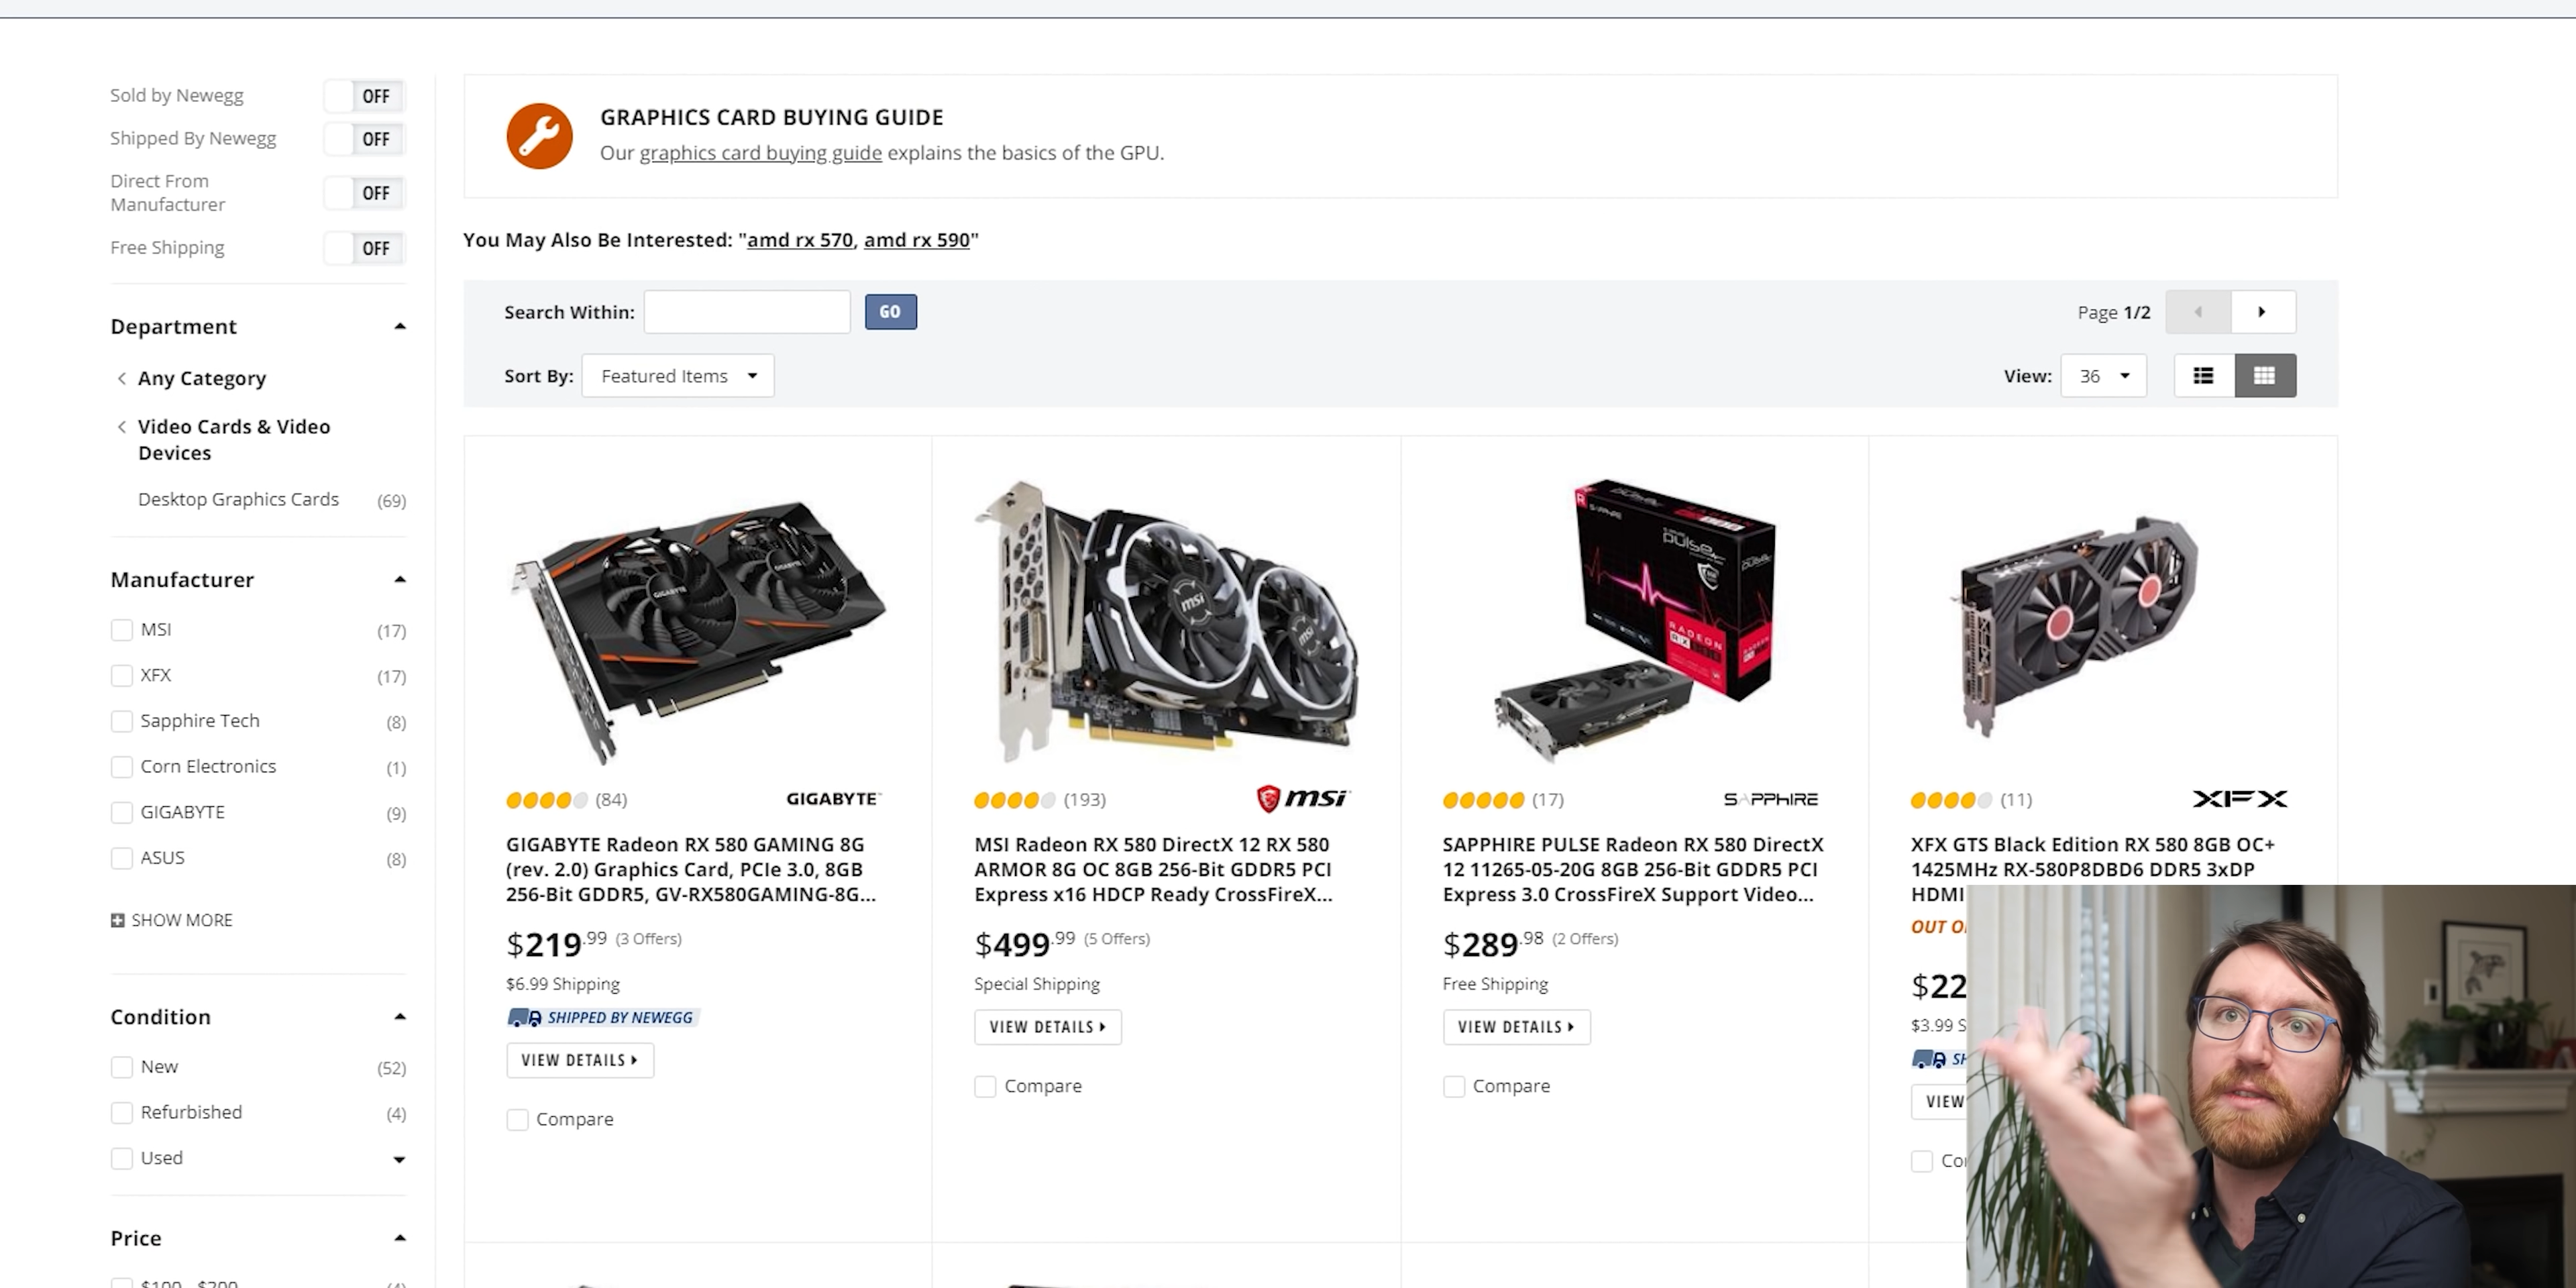 Sold by Newegg OFF
Shipped By Newegg OFF
Direct From
Manufacturer OFF
Free Shipping OFF
Department
Any Category
Video Cards & Video
Devices
Desktop Graphics Cards (69)
Manufacturer
MSI (17)
XFX (17)
Sapphire Tech (8)
Corn Electronics (1)
GIGABYTE (9)
ASUS (8)
SHOW MORE
Condition
New (52)
Refurbished (4)
Used
Price
$100 - $200 (4)
GRAPHICS CARD BUYING GUIDE
Our graphics card buying guide explains the basics of the GPU.
You May Also Be Interested: "amd rx 570, amd rx 590"
Search Within: GO
Page 1/2
Sort By: Featured Items
View: 36
(84) GIGABYTE
GIGABYTE Radeon RX 580 GAMING 8G
(rev. 2.0) Graphics Card, PCIe 3.0, 8GB
256-Bit GDDR5, GV-RX580GAMING-8G...
$219.99 (3 Offers)
$6.99 Shipping
SHIPPED BY NEWEGG
VIEW DETAILS
Compare
msi
(193) msi
MSI Radeon RX 580 DirectX 12 RX 580
ARMOR 8G OC 8GB 256-Bit GDDR5 PCI
Express x16 HDCP Ready CrossFireX...
$499.99 (5 Offers)
Special Shipping
VIEW DETAILS
Compare
SAPPHIRE
pulse
RADEON
RX
(17) SAPPHIRE
SAPPHIRE PULSE Radeon RX 580 DirectX
12 11265-05-20G 8GB 256-Bit GDDR5 PCI
Express 3.0 CrossFireX Support Video...
$289.98 (2 Offers)
Free Shipping
VIEW DETAILS
Compare
XFX
(11) XFX
XFX GTS Black Edition RX 580 8GB OC+
1425MHz RX-580P8DBD6 DDR5 3xDP
HDMI
OUT O
$22
$3.99 S
SH
VIEW
Co